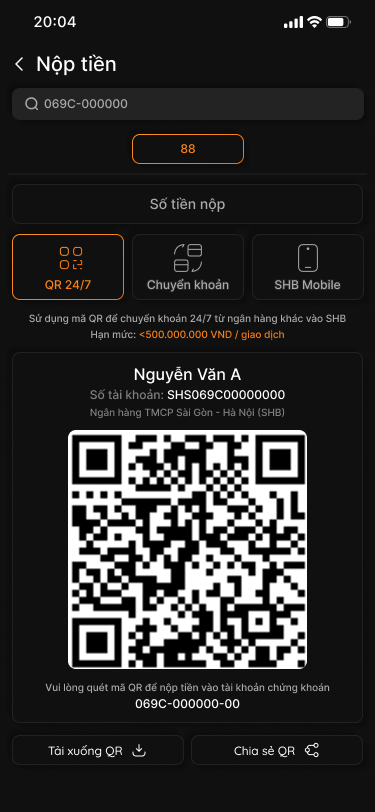 20:04
Nộp tiền
069C-000000
88
Số tiền nộp
QR 24/7
Chuyển khoản
SHB Mobile
Sử dụng mã QR để chuyển khoản 24/7 từ ngân hàng khác vào SHB
Hạn mức: <500.000.000 VND / giao dịch
Nguyễn Văn A
Số tài khoản: SHS069C00000000
Ngân hàng TMCP Sài Gòn - Hà Nội (SHB)
Vui lòng quét mã QR để nộp tiền vào tài khoản chứng khoán
069C-000000-00
Tải xuống QR
Chia sẻ QR